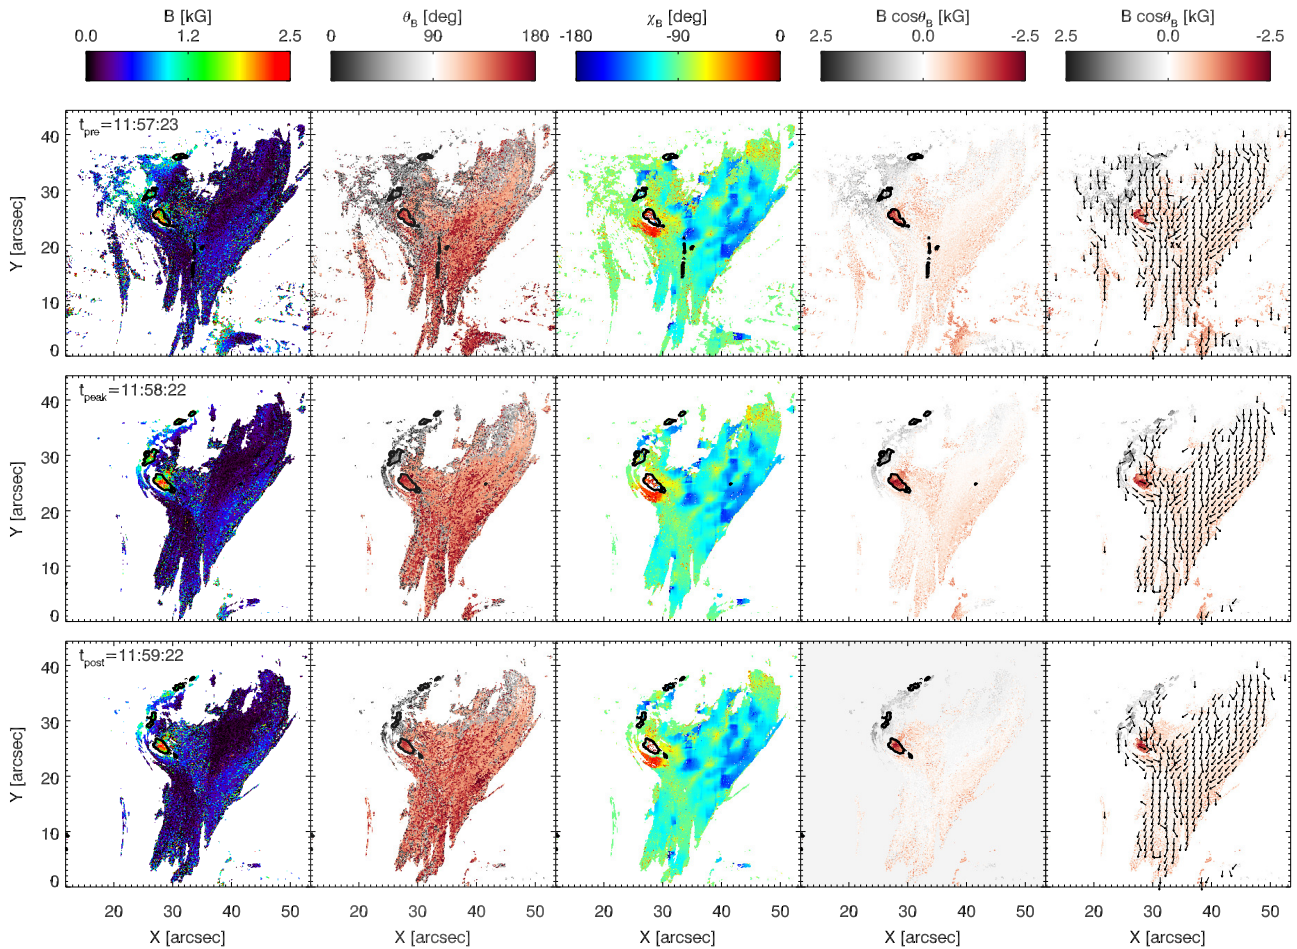 B [kG] θB [deg] χB [deg] B cosθB [kG] B cosθB [kG]
0.0 1.2 2.5 0 90 180 -180 -90 0 2.5 0.0 -2.5 2.5 0.0 -2.5
tpre=11:57:23
40
30
20
10
0
Y [arcsec]
tpeak=11:58:22
40
30
20
10
0
Y [arcsec]
tpost=11:59:22
40
30
20
10
0
Y [arcsec]
20 30 40 50 20 30 40 50 20 30 40 50 20 30 40 50 20 30 40 50
X [arcsec] X [arcsec] X [arcsec] X [arcsec] X [arcsec]